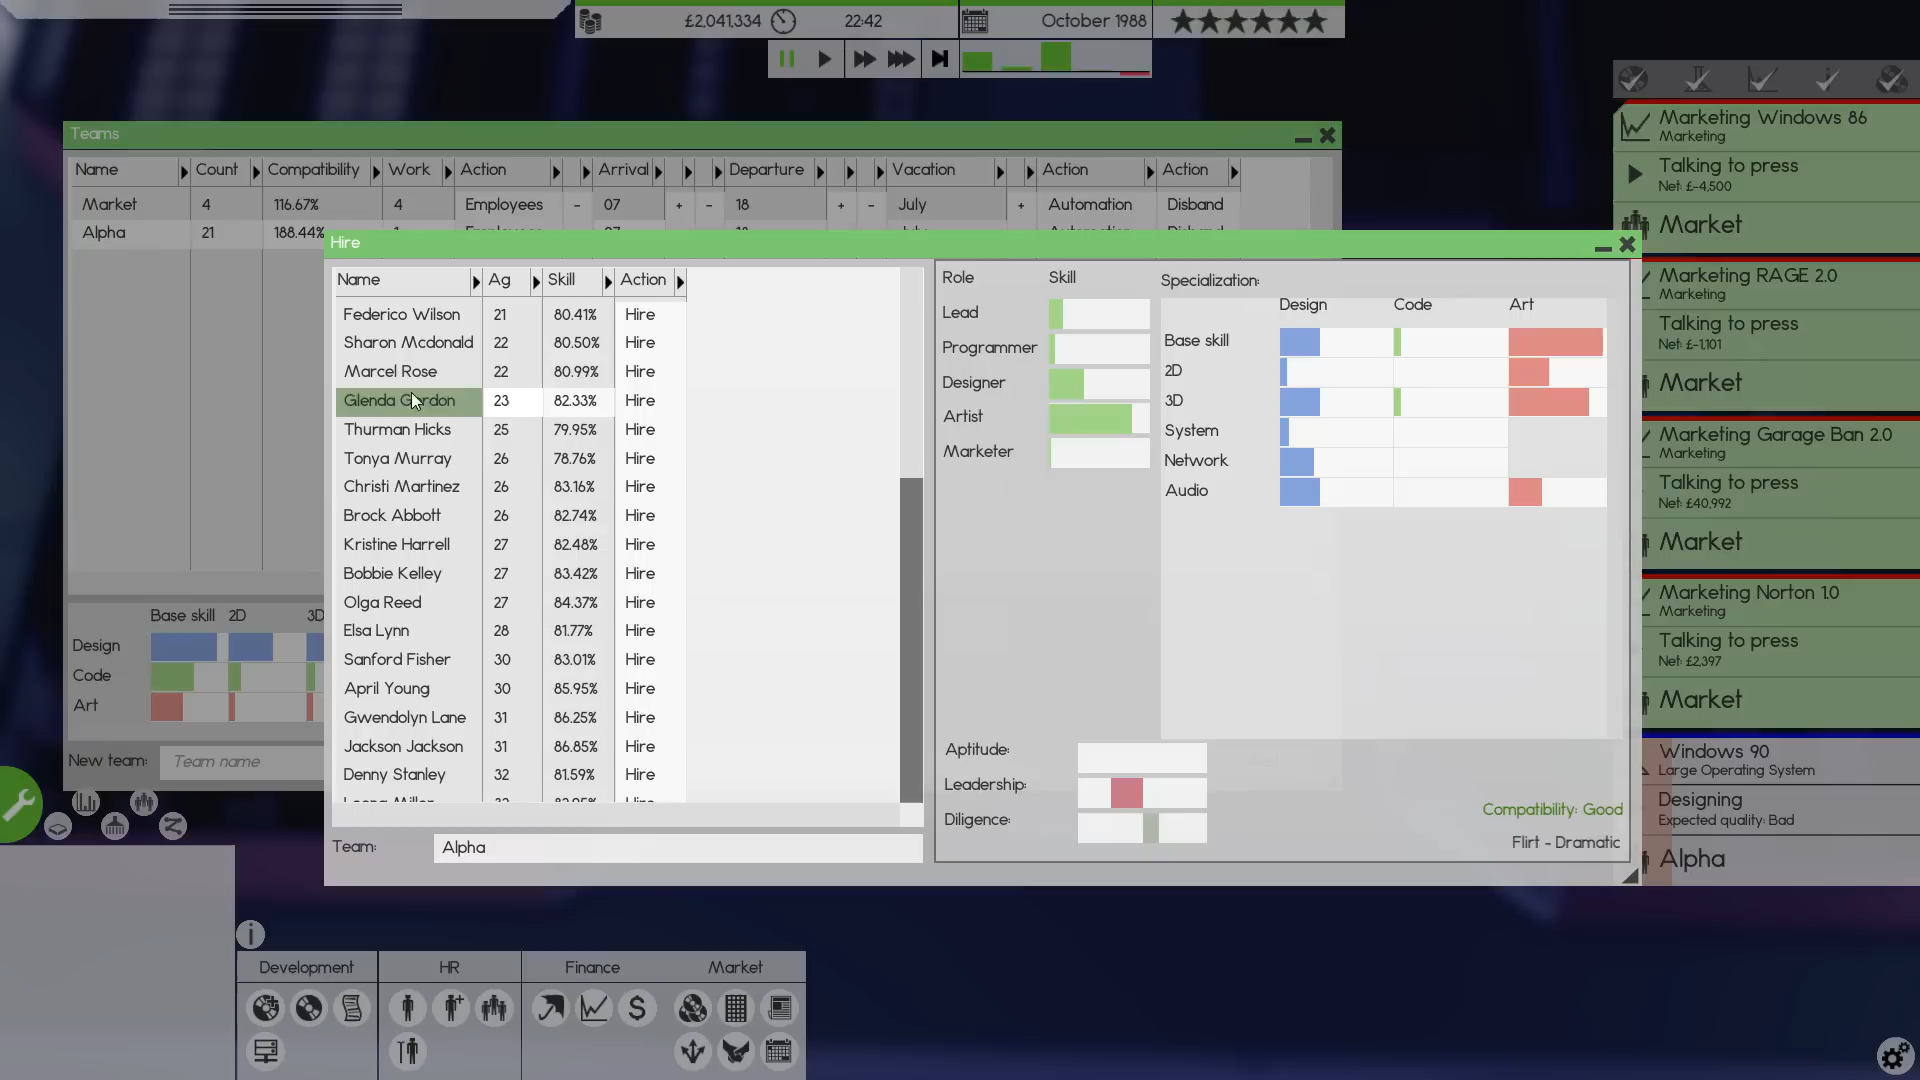 £2,041,334
22:42
October 1988
Teams
Name Count Compatibility Work Action Arrival Departure Vacation Action Action
Market 4 116.67% 4 Employees - 07 + - 18 + - July + Automation Disband
Alpha 21 188.44%
Hire
Name Ag Skill Action
Federico Wilson 21 80.41% Hire
Sharon Mcdonald 22 80.50% Hire
Marcel Rose 22 80.99% Hire
Glenda Gordon 23 82.33% Hire
Thurman Hicks 25 79.95% Hire
Tonya Murray 26 78.76% Hire
Christi Martinez 26 83.16% Hire
Brock Abbott 26 82.74% Hire
Kristine Harrell 27 82.48% Hire
Bobbie Kelley 27 83.42% Hire
Olga Reed 27 84.37% Hire
Elsa Lynn 28 81.77% Hire
Sanford Fisher 30 83.01% Hire
April Young 30 85.95% Hire
Gwendolyn Lane 31 86.25% Hire
Jackson Jackson 31 86.85% Hire
Denny Stanley 32 81.59% Hire
Team: Alpha
Role Skill
Lead
Programmer
Designer
Artist
Marketer
Specialization:
Design Code Art
Base skill
2D
3D
System
Network
Audio
Aptitude:
Leadership:
Diligence:
Compatibility: Good
Flirt - Dramatic
Base skill 2D 3D
Design
Code
Art
New team: Team name
Marketing Windows 86
Marketing
Talking to press
Net: £-4,500
Market
Marketing RAGE 2.0
Marketing
Talking to press
Net: £-1,101
Market
Marketing Garage Ban 2.0
Marketing
Talking to press
Net: £40,992
Market
Marketing Norton 1.0
Marketing
Talking to press
Net: £2,397
Market
Windows 90
Large Operating System
Designing
Expected quality: Bad
Alpha
Development HR Finance Market